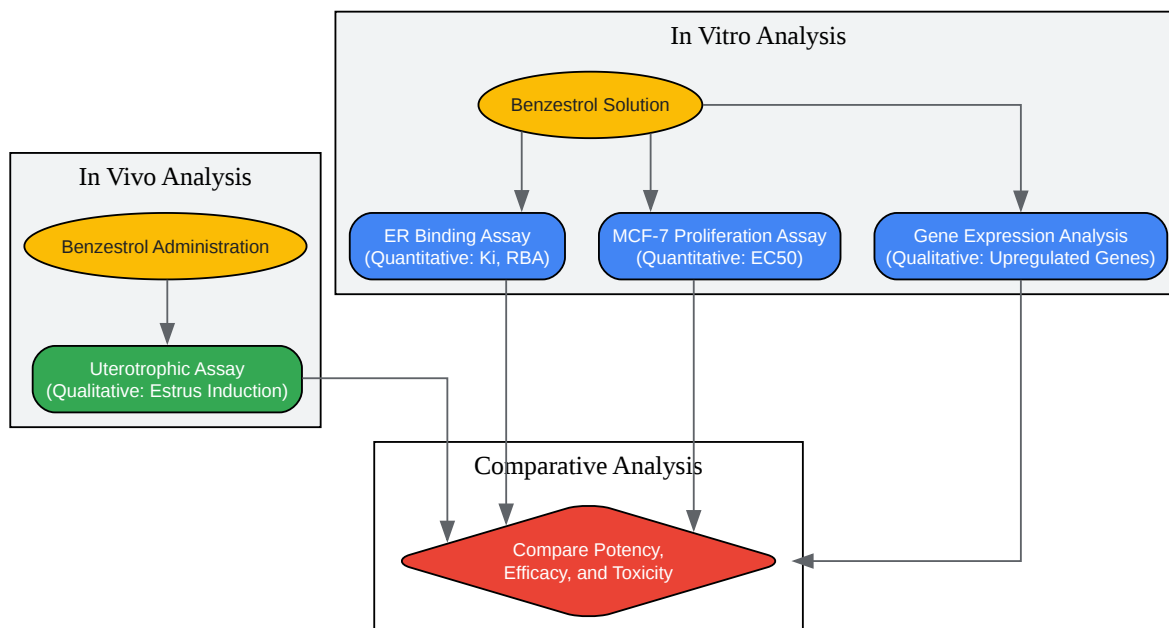 In Vitro Analysis
Benzestrol Solution
In Vivo Analysis
Benzestrol Administration
ER Binding Assay
(Quantitative: Ki, RBA)
MCF-7 Proliferation Assay
(Quantitative: EC50)
Gene Expression Analysis
(Qualitative: Upregulated Genes)
Uterotrophic Assay
(Qualitative: Estrus Induction)
Comparative Analysis
Compare Potency,
Efficacy, and Toxicity